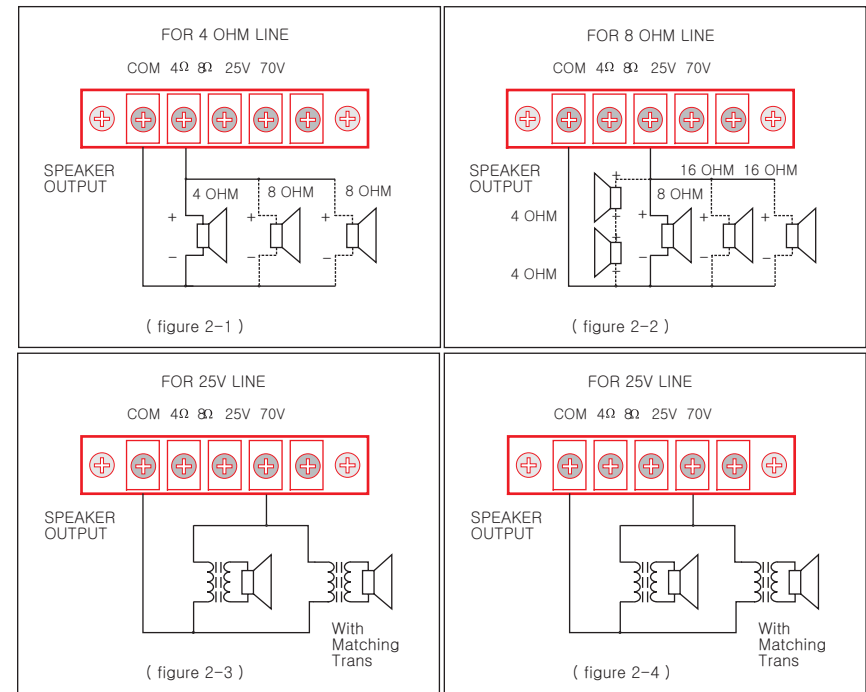 FOR 4 OHM LINE
COM 4Ω 8Ω 25V 70V
SPEAKER
OUTPUT
4 OHM 8 OHM 8 OHM
+ + +
- - -
( figure 2-1 )
FOR 8 OHM LINE
COM 4Ω 8Ω 25V 70V
SPEAKER
OUTPUT
16 OHM 16 OHM
8 OHM
4 OHM
4 OHM
+ + + +
+ - - -
+
+
( figure 2-2 )
FOR 25V LINE
COM 4Ω 8Ω 25V 70V
SPEAKER
OUTPUT
With
Matching
Trans
( figure 2-3 )
FOR 25V LINE
COM 4Ω 8Ω 25V 70V
SPEAKER
OUTPUT
With
Matching
Trans
( figure 2-4 )